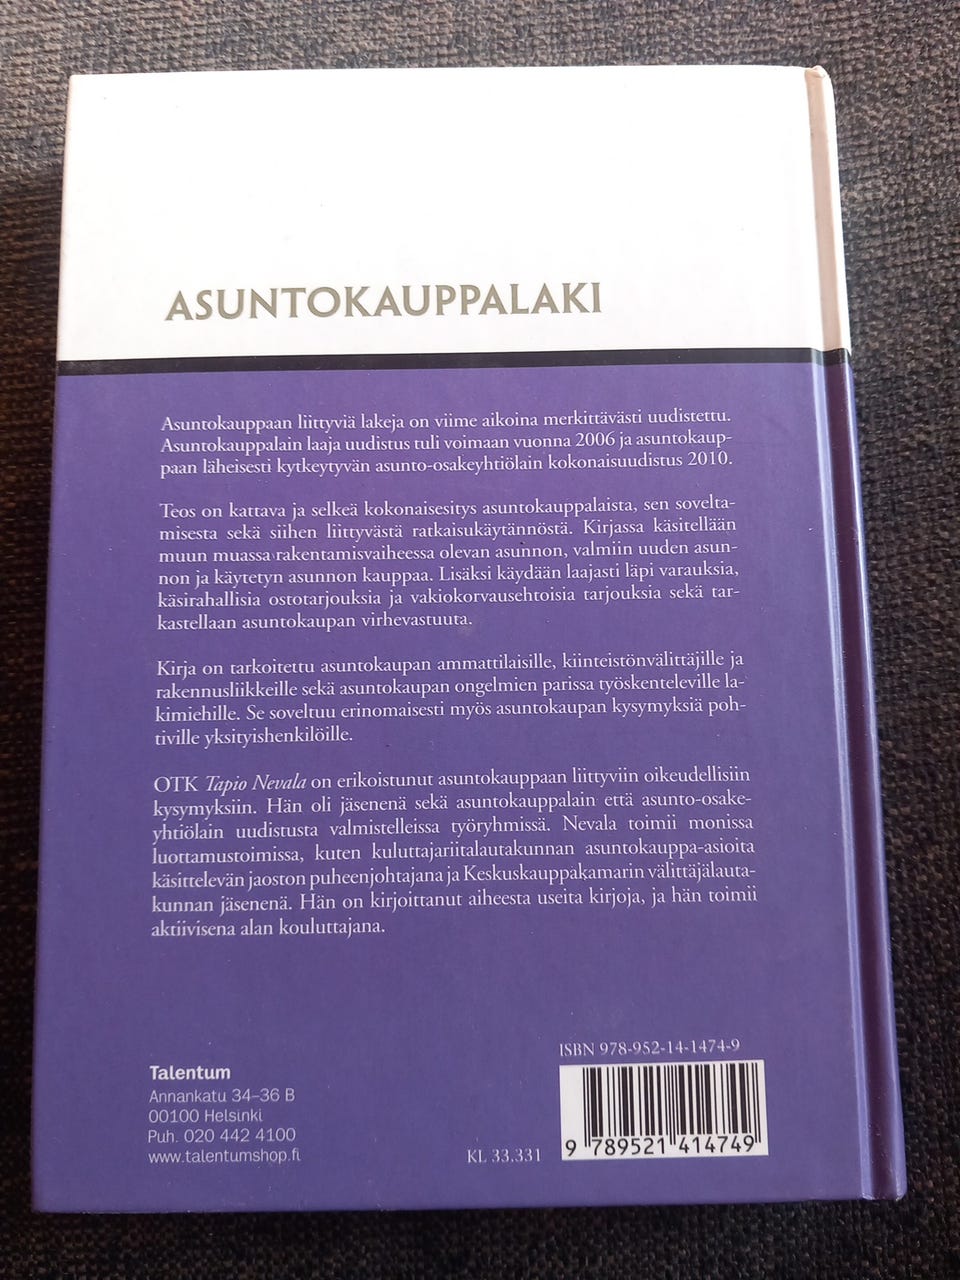 ASUNTOKAUPPALAKI
Asuntokauppaan liittyviä lakeja on viime aikoina merkittävästi uudistettu.
Asuntokauppalain laaja uudistus tuli voimaan vuonna 2006 ja asuntokaup-
paan läheisesti kytkeytyvän asunto-osakeyhtiölain kokonaisuudistus 2010.
Teos on kattava ja selkeä kokonaisesitys asuntokauppalaista, sen sovelta-
misesta sekä siihen liittyvästä ratkaisukäytännöstä. Kirjassa käsitellään
muun muassa rakentamisvaiheessa olevan asunnon, valmiin uuden asun-
non ja käytetyn asunnon kauppaa. Lisäksi käydään laajasti läpi varauksia,
käsirahallisia ostotarjouksia ja vakiokorvausehtoisia tarjouksia sekä tar-
kastellaan asuntokaupan virhevastuuta.
Kirja on tarkoitettu asuntokaupan ammattilaisille, kiinteistönvälittäjille ja
rakennusliikkeille sekä asuntokaupan ongelmien parissa työskenteleville la-
kimiehille. Se soveltuu erinomaisesti myös asuntokaupan kysymyksiä poh-
tiville yksityishenkilöille.
OTK Tapio Nevala on erikoistunut asuntokauppaan liittyviin oikeudellisiin
kysymyksiin. Hän oli jäsenenä sekä asuntokauppalain että asunto-osake-
yhtiölain uudistusta valmistelleissa työryhmissä. Nevala toimii monissa
luottamustoimissa, kuten kuluttajariitalautakunnan asuntokauppa-asioita
käsittelevän jaoston puheenjohtajana ja Keskuskauppakamarin välittäjälauta-
kunnan jäsenenä. Hän on kirjoittanut aiheesta useita kirjoja, ja hän toimii
aktiivisena alan kouluttajana.
Talentum
Annankatu 34–36 B
00100 Helsinki
Puh. 020 442 4100
www.talentumshop.fi
KL 33.331
ISBN 978-952-14-1474-9
9 789521 414749